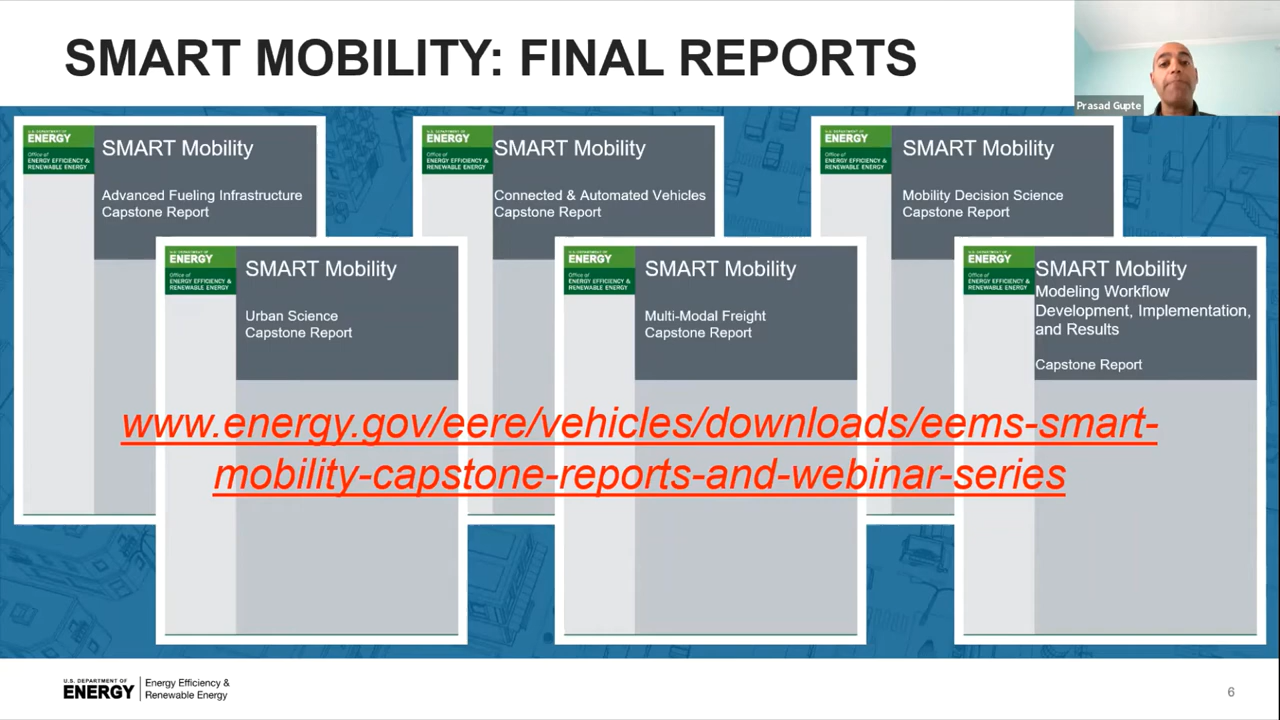 SMART MOBILITY: FINAL REPORTS
Prasad Gupte
U.S. DEPARTMENT OF
ENERGY
Office of
ENERGY EFFICIENCY &
RENEWABLE ENERGY
SMART Mobility
Advanced Fueling Infrastructure
Capstone Report
U.S. DEPARTMENT OF
ENERGY
Office of
ENERGY EFFICIENCY &
RENEWABLE ENERGY
SMART Mobility
Connected & Automated Vehicles
Capstone Report
U.S. DEPARTMENT OF
ENERGY
Office of
ENERGY EFFICIENCY &
RENEWABLE ENERGY
SMART Mobility
Mobility Decision Science
Capstone Report
U.S. DEPARTMENT OF
ENERGY
Office of
ENERGY EFFICIENCY &
RENEWABLE ENERGY
SMART Mobility
Urban Science
Capstone Report
U.S. DEPARTMENT OF
ENERGY
Office of
ENERGY EFFICIENCY &
RENEWABLE ENERGY
SMART Mobility
Multi-Modal Freight
Capstone Report
U.S. DEPARTMENT OF
ENERGY
Office of
ENERGY EFFICIENCY &
RENEWABLE ENERGY
SMART Mobility
Modeling Workflow
Development, Implementation,
and Results
Capstone Report
www.energy.gov/eere/vehicles/downloads/eems-smart-
mobility-capstone-reports-and-webinar-series
U.S. DEPARTMENT OF
ENERGY
Energy Efficiency &
Renewable Energy
6